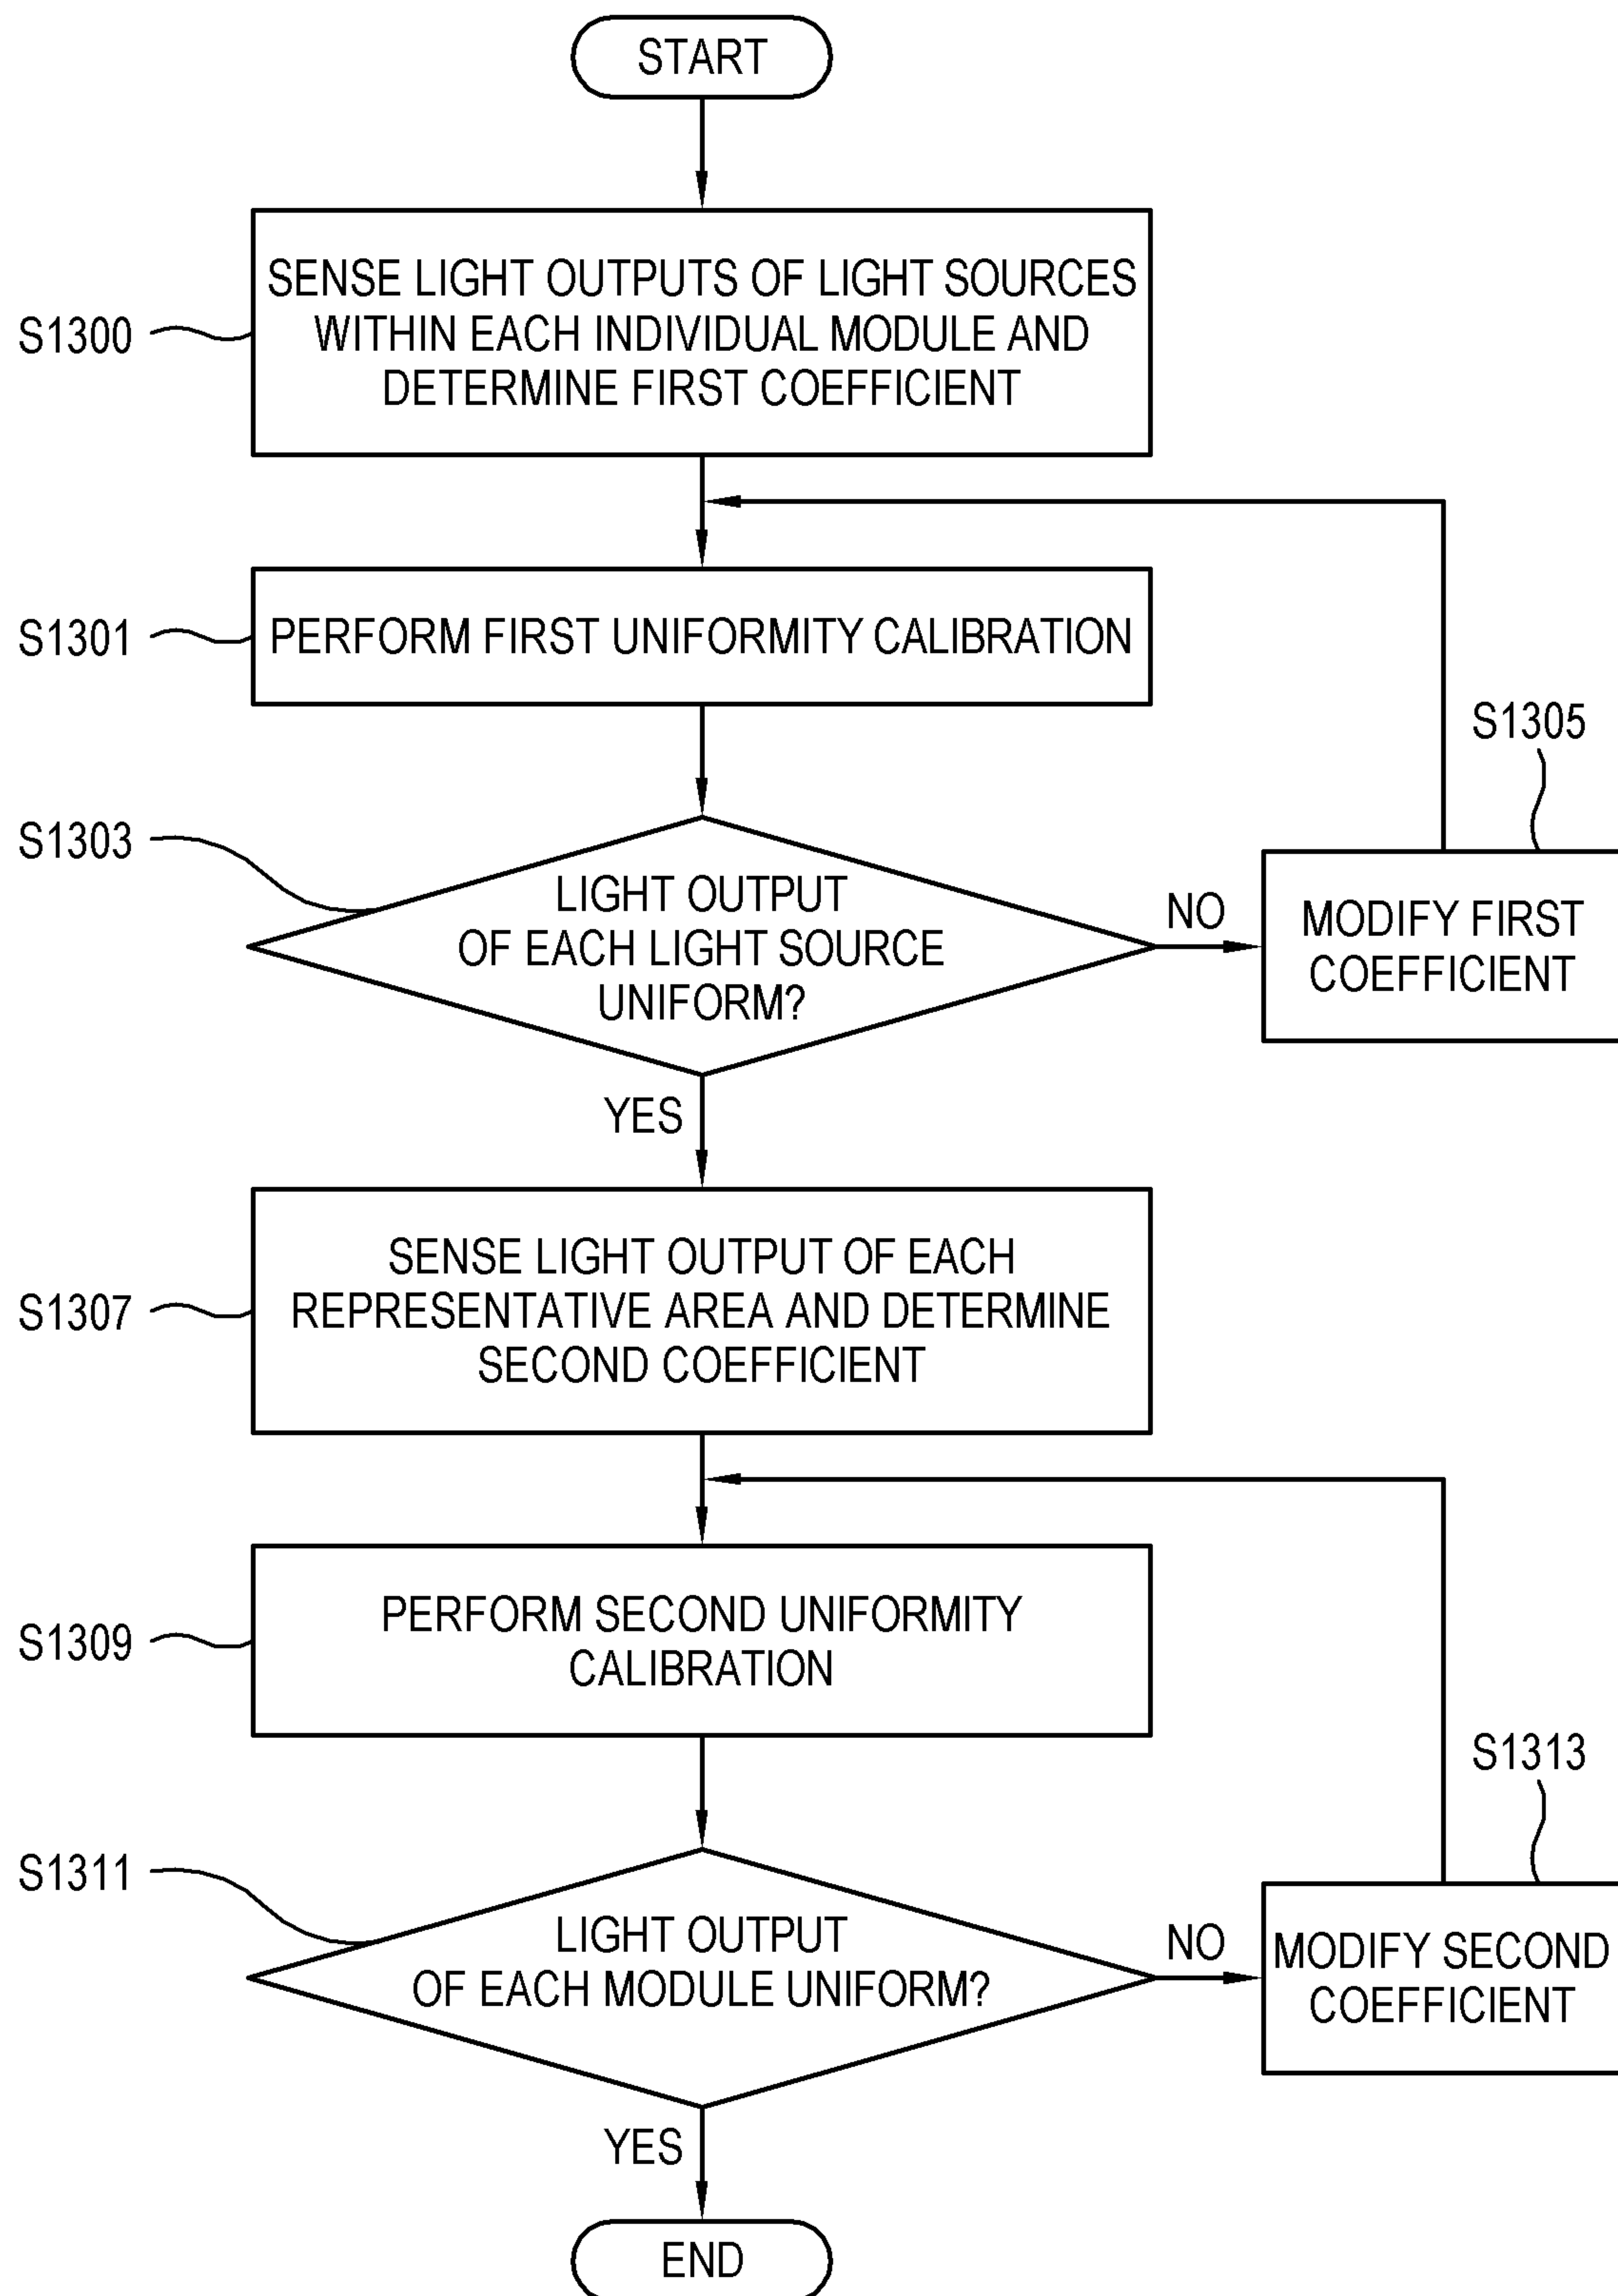 START
S1300
SENSE LIGHT OUTPUTS OF LIGHT SOURCES
WITHIN EACH INDIVIDUAL MODULE AND
DETERMINE FIRST COEFFICIENT
S1301
PERFORM FIRST UNIFORMITY CALIBRATION
S1303
LIGHT OUTPUT
OF EACH LIGHT SOURCE
UNIFORM?
NO
S1305
MODIFY FIRST
COEFFICIENT
YES
S1307
SENSE LIGHT OUTPUT OF EACH
REPRESENTATIVE AREA AND DETERMINE
SECOND COEFFICIENT
S1309
PERFORM SECOND UNIFORMITY
CALIBRATION
S1311
LIGHT OUTPUT
OF EACH MODULE UNIFORM?
NO
S1313
MODIFY SECOND
COEFFICIENT
YES
END